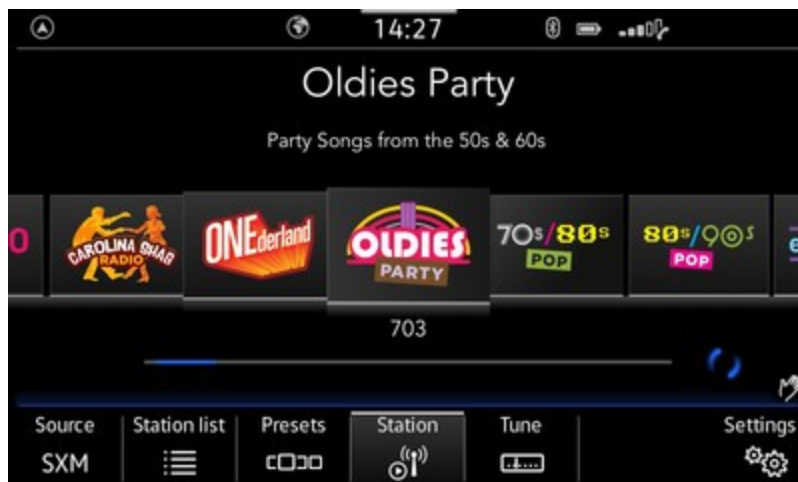 14:27
Oldies Party
Party Songs from the 50s & 60s
CAROLINA SHAG
RADIO
ONEderland
OLDIES
PARTY
70s/80s
POP
80s/90s
POP
703
Source
Station list
Presets
Station
Tune
Settings
SXM